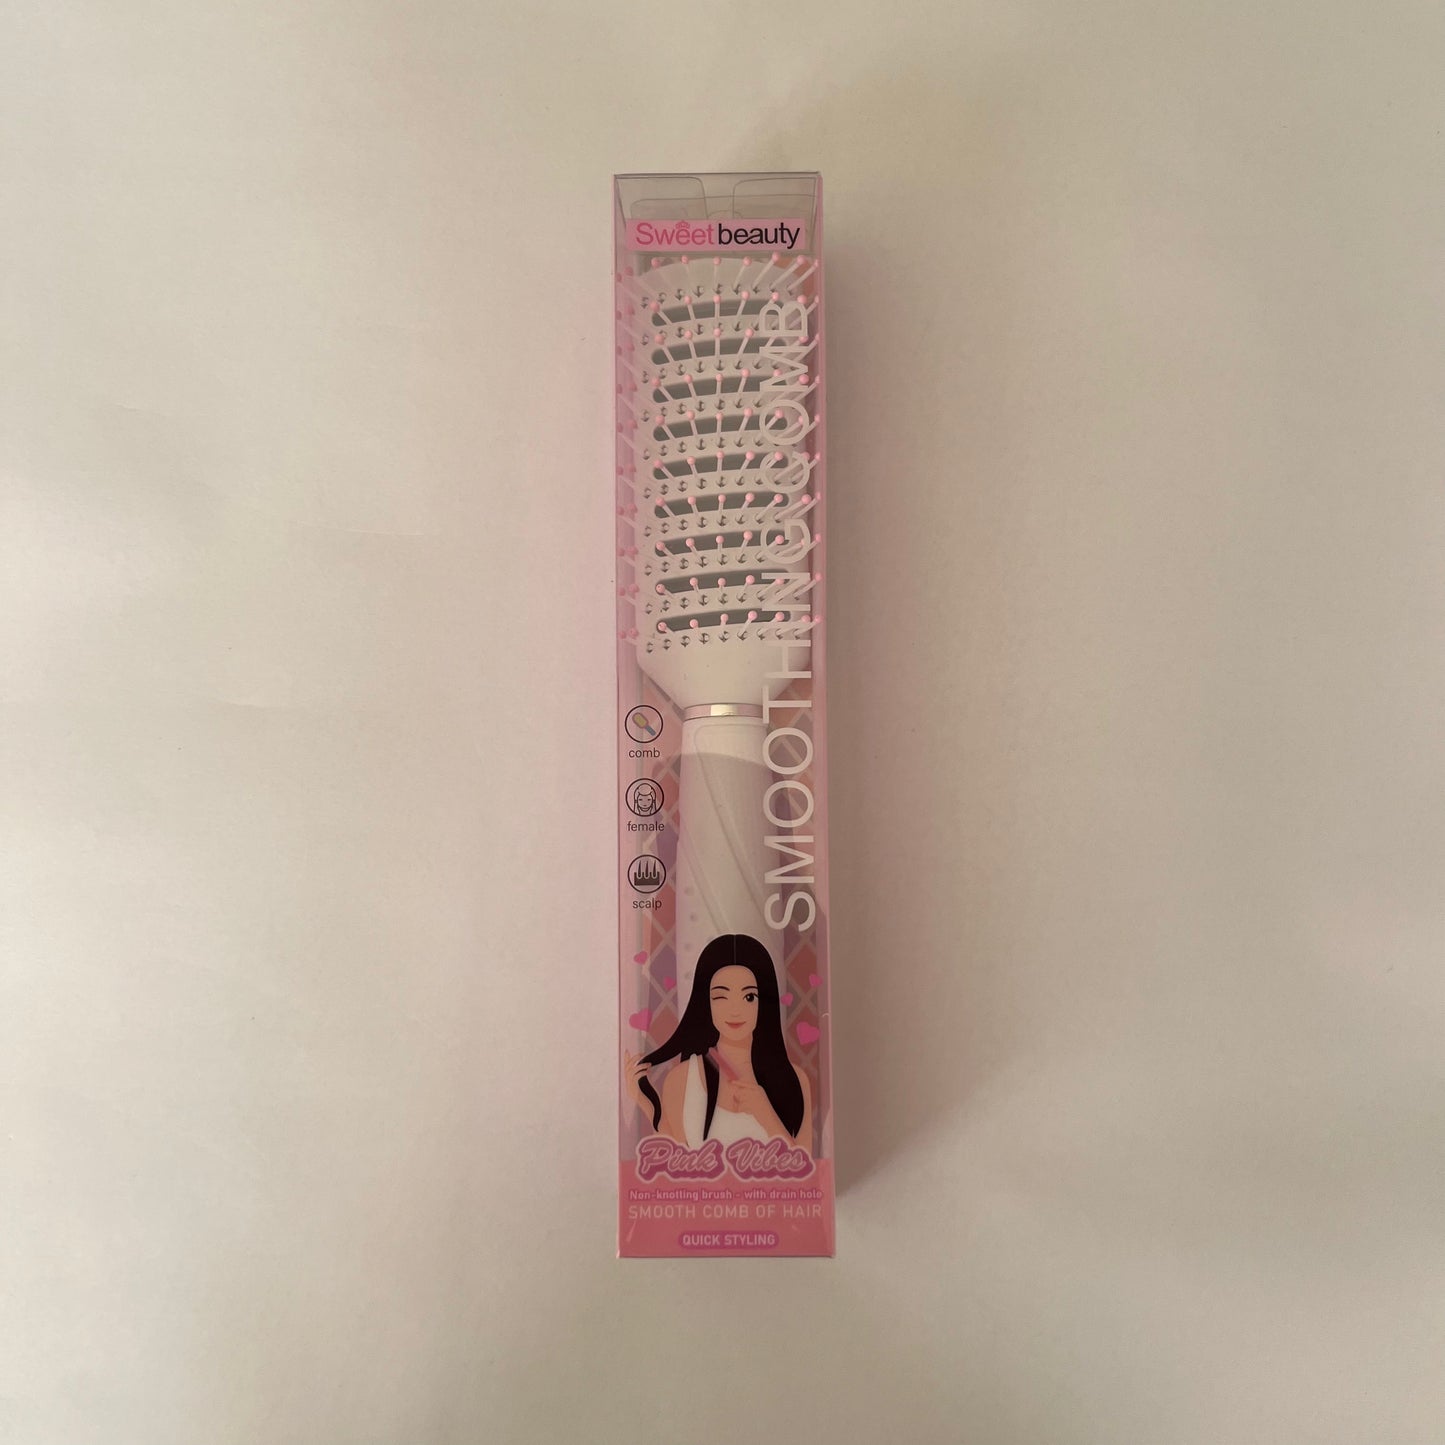 Sweetbeauty
SMOOTHING COMB
comb
female
scalp
Pink Vibes
Non-knotting brush - with drain hole
SMOOTH COMB OF HAIR
QUICK STYLING